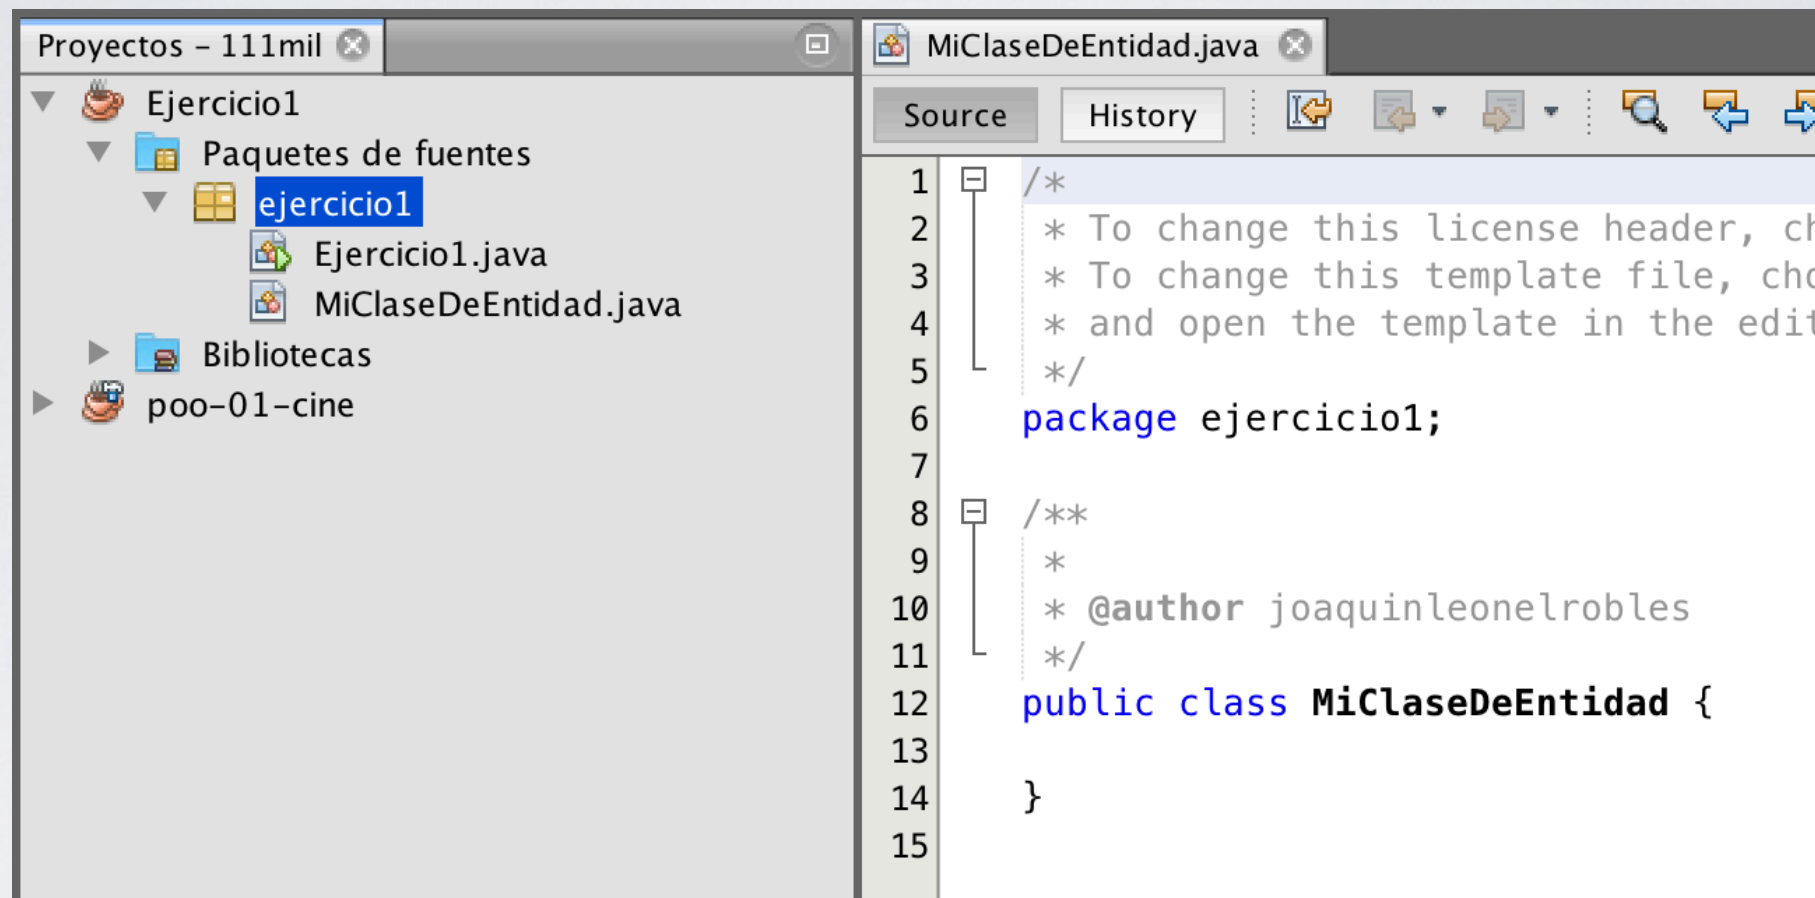 Proyectos – 111mil
Ejercicio1
Paquetes de fuentes
ejercicio1
Ejercicio1.java
MiClaseDeEntidad.java
Bibliotecas
poo-01-cine
MiClaseDeEntidad.java
Source History
1 /*
2 * To change this license header,
3 * To change this template file,
4 * and open the template in the
5 */
6 package ejercicio1;
7
8 /**
9 *
10 * @author joaquinleonelrobles
11 */
12 public class MiClaseDeEntidad {
13
14 }
15